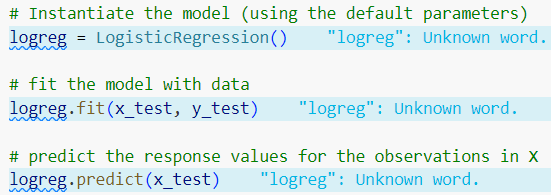 # Instantiate the model (using the default parameters)
logreg = LogisticRegression() "logreg": Unknown word.
# fit the model with data
logreg.fit(x_test, y_test) "logreg": Unknown word.
# predict the response values for the observations in X
logreg.predict(x_test) "logreg": Unknown word.